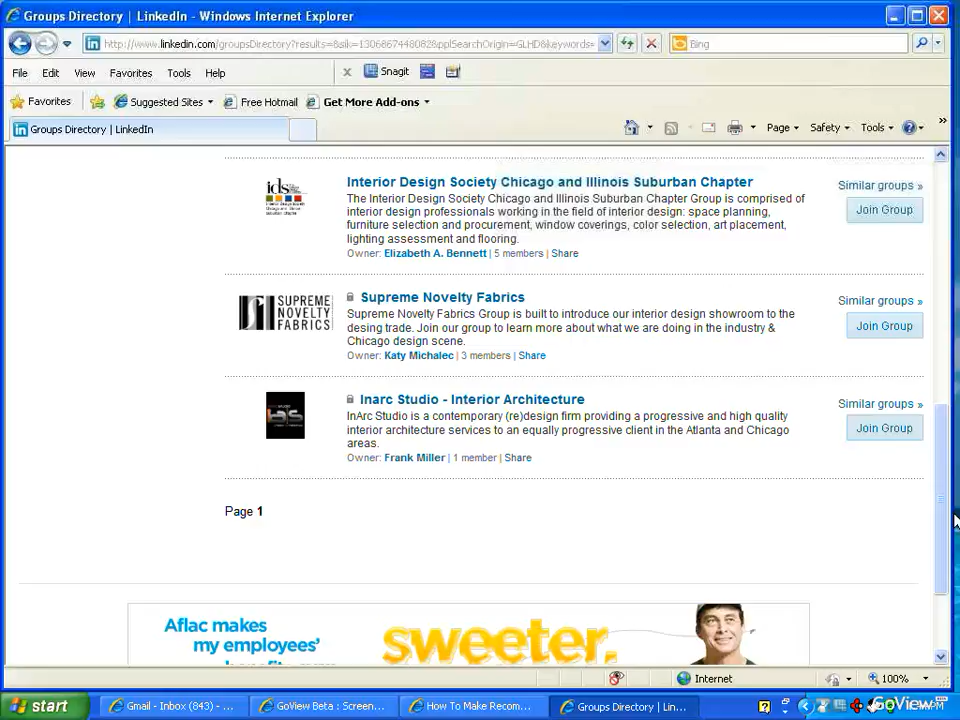 Groups Directory | LinkedIn - Windows Internet Explorer
http://www.linkedin.com/groupsDirectory?results=&sik=1306867448082&pplSearchOrigin=GLHD&keywords=
Bing
File Edit View Favorites Tools Help
x Snagit
Favorites Suggested Sites Free Hotmail Get More Add-ons
Groups Directory | LinkedIn
Page Safety Tools
ids
Interior Design Society Chicago and Illinois Suburban Chapter
The Interior Design Society Chicago and Illinois Suburban Chapter Group is comprised of
interior design professionals working in the field of interior design: space planning,
furniture selection and procurement, window coverings, color selection, art placement,
lighting assessment and flooring.
Owner: Elizabeth A. Bennett | 5 members | Share
Similar groups »
Join Group
SUPREME
NOVELTY
FABRICS
Supreme Novelty Fabrics
Supreme Novelty Fabrics Group is built to introduce our interior design showroom to the
desing trade. Join our group to learn more about what we are doing in the industry &
Chicago design scene.
Owner: Katy Michalec | 3 members | Share
Similar groups »
Join Group
ias
Inarc Studio - Interior Architecture
InArc Studio is a contemporary (re)design firm providing a progressive and high quality
interior architecture services to an equally progressive client in the Atlanta and Chicago
areas.
Owner: Frank Miller | 1 member | Share
Similar groups »
Join Group
Page 1
Aflac makes
my employees'
sweeter.
Internet
100%
start
Gmail - Inbox (843) - ...
GoView Beta : Screen...
How To Make Recom...
Groups Directory | Lin...
GoView